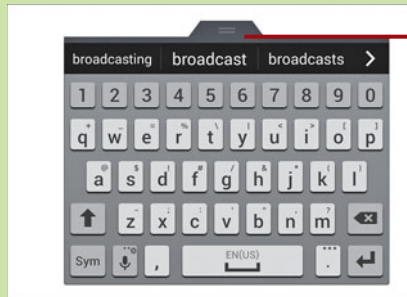 broadcasting broadcast broadcasts >
1 2 3 4 5 6 7 8 9 0
q w e r t y u i o p
a s d f g h j k l
z x c v b n m
Sym , EN(US) .